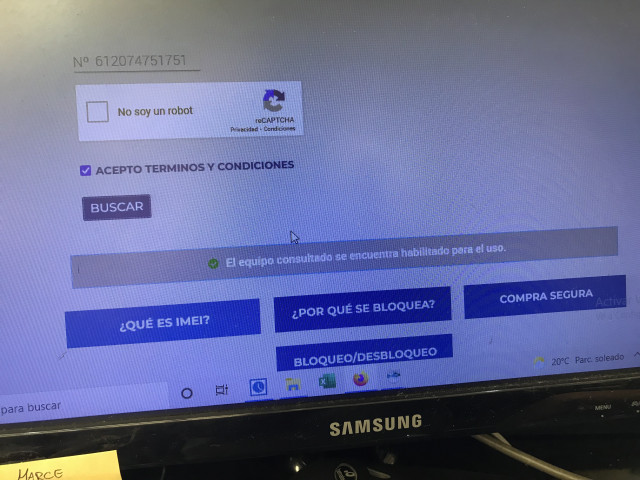 Nº 612074751751
No soy un robot
reCAPTCHA
Privacidad - Condiciones
ACEPTO TERMINOS Y CONDICIONES
BUSCAR
El equipo consultado se encuentra habilitado para el uso.
¿QUÉ ES IMEI?
¿POR QUÉ SE BLOQUEA?
COMPRA SEGURA
BLOQUEO/DESBLOQUEO
para buscar
20°C Parc. soleado
MENU
SAMSUNG
MARCE